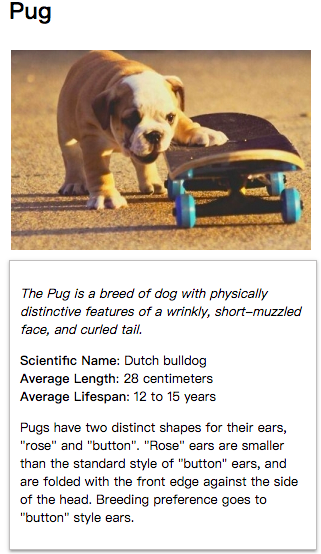 Pug
The Pug is a breed of dog with physically
distinctive features of a wrinkly, short-muzzled
face, and curled tail.
Scientific Name: Dutch bulldog
Average Length: 28 centimeters
Average Lifespan: 12 to 15 years
Pugs have two distinct shapes for their ears,
"rose" and "button". "Rose" ears are smaller
than the standard style of "button" ears, and
are folded with the front edge against the side
of the head. Breeding preference goes to
"button" style ears.